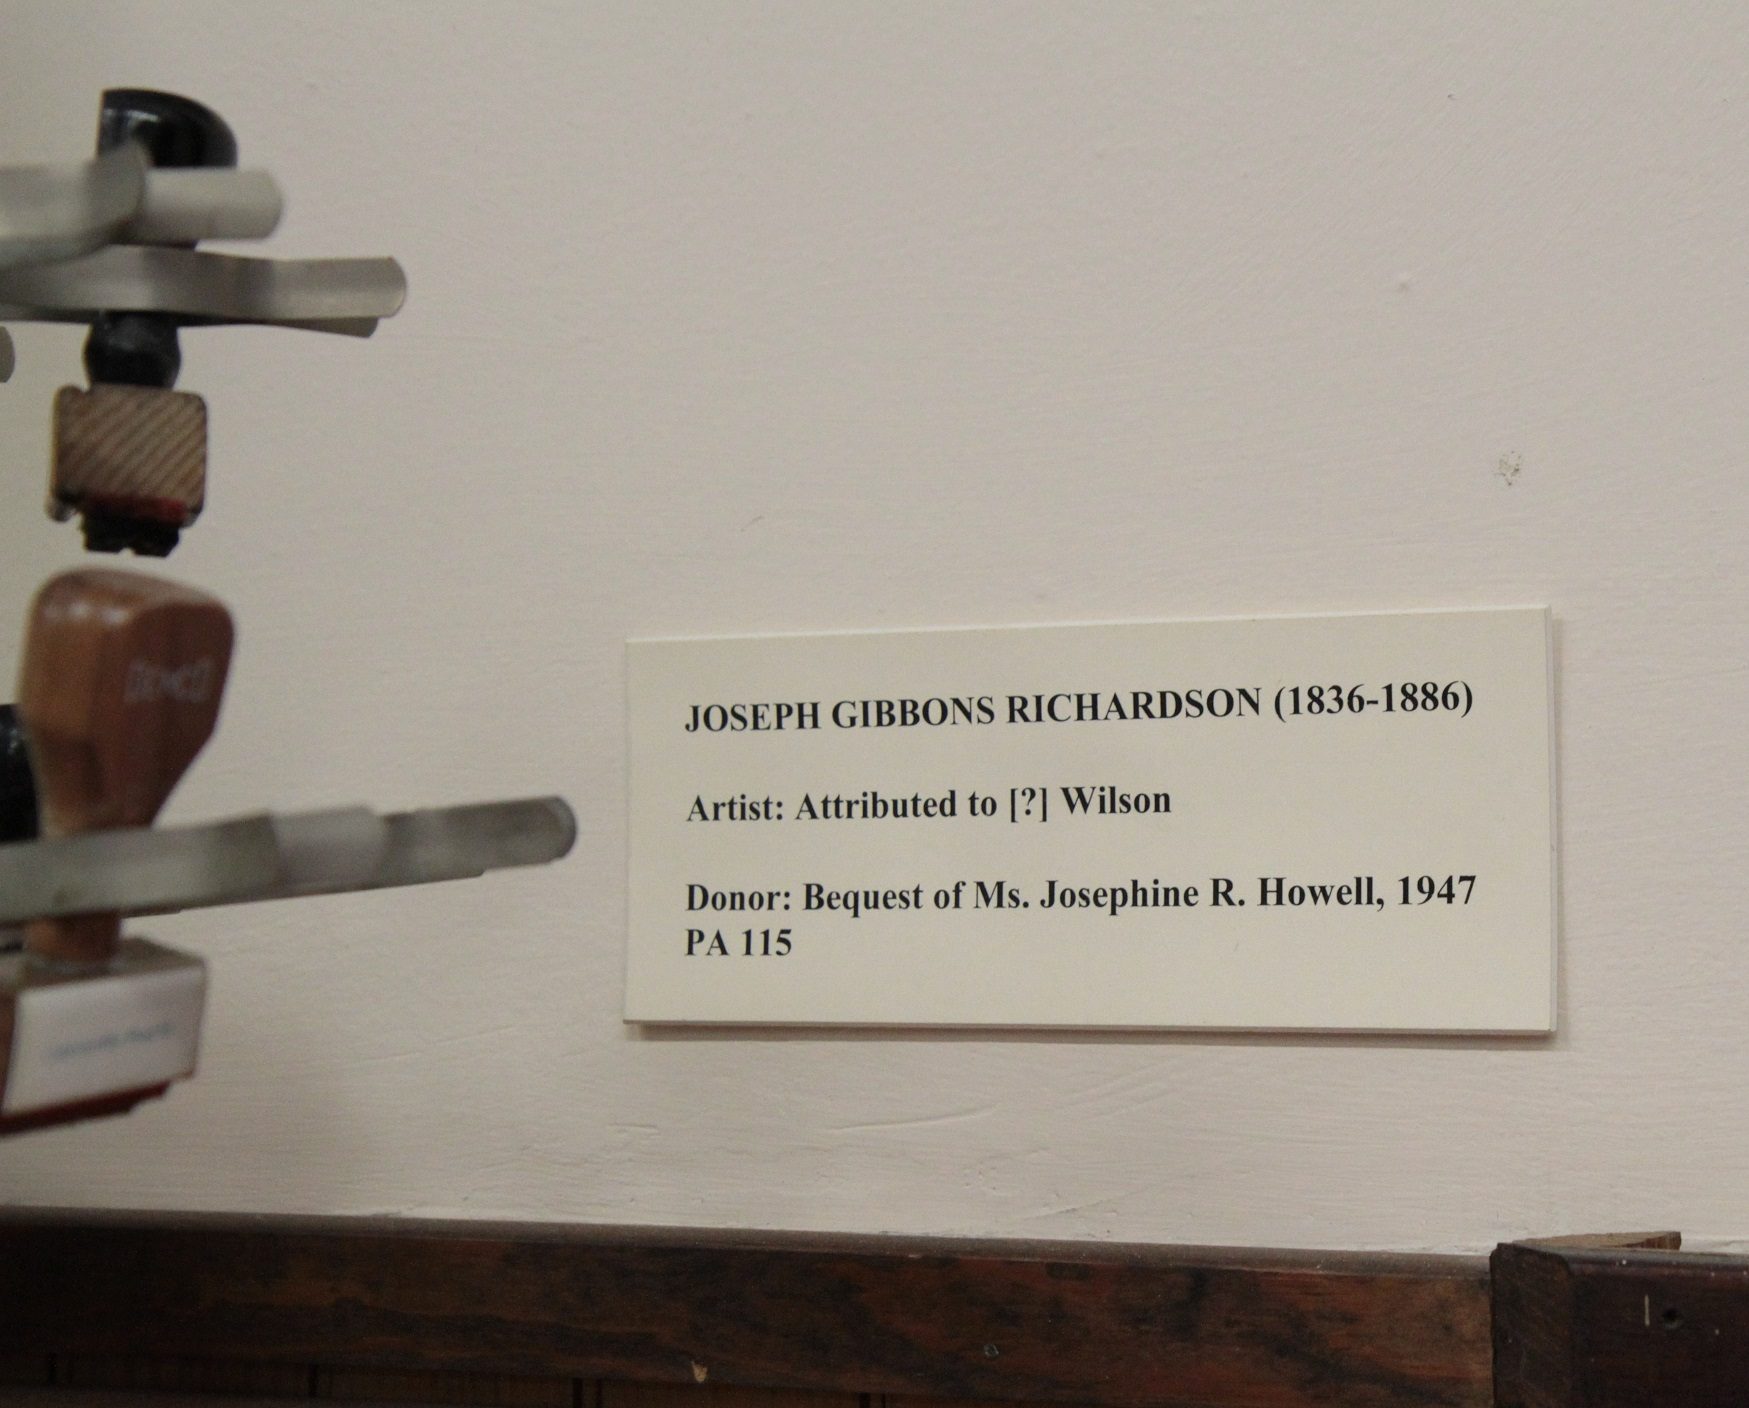 JOSEPH GIBBONS RICHARDSON (1836-1886)
Artist: Attributed to [?] Wilson
Donor: Bequest of Ms. Josephine R. Howell, 1947
PA 115